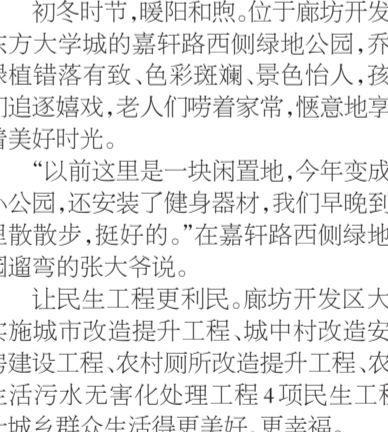 初冬时节,暖阳和煦。位于廊坊开发
东方大学城的嘉轩路西侧绿地公园,乔
绿植错落有致、色彩斑斓、景色怡人,孩
们追逐嬉戏,老人们唠着家常,惬意地享
着美好时光。
“以前这里是一块闲置地,今年变成
小公园,还安装了健身器材,我们早晚到
里散散步,挺好的。”在嘉轩路西侧绿地
园遛弯的张大爷说。
让民生工程更利民。廊坊开发区大
实施城市改造提升工程、城中村改造安
房建设工程、农村厕所改造提升工程、农
生活污水无害化处理工程4项民生工程
让城乡群众生活得更美好、更幸福。